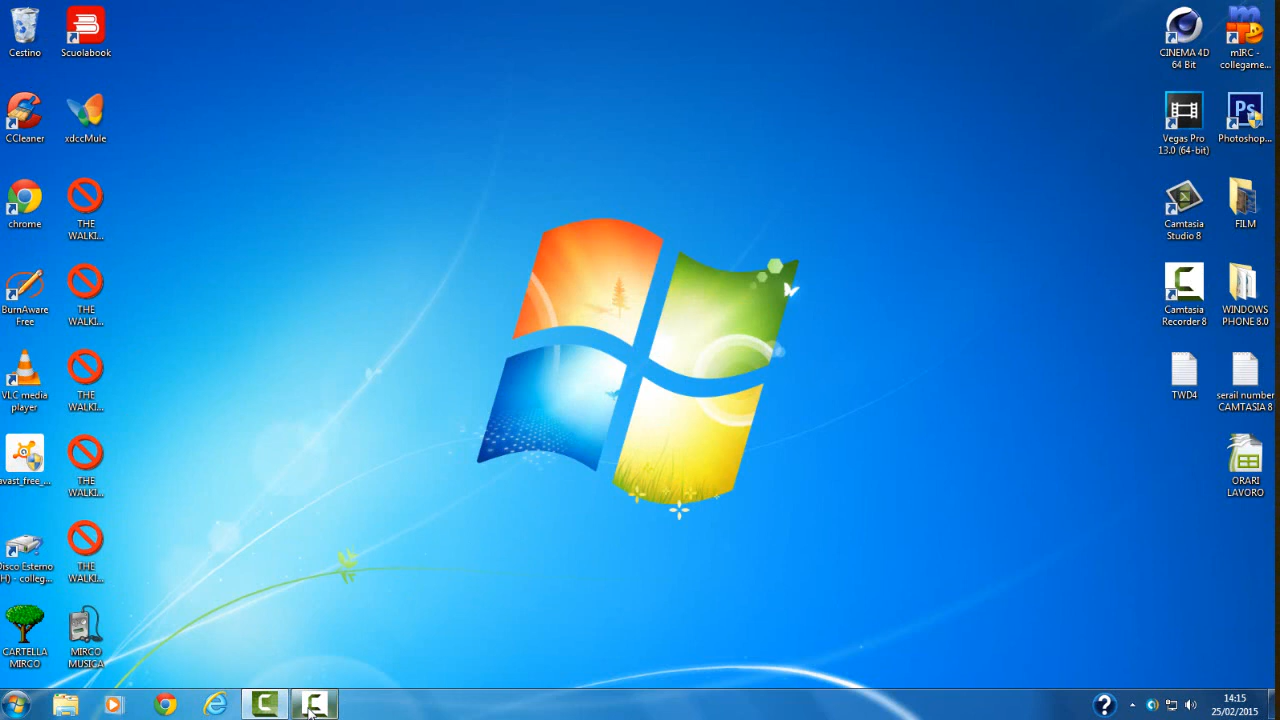 Cestino
Scuolabook
CCleaner
xdccMule
chrome
THE
WALKI...
BurnAware
Free
THE
WALKI...
VLC media
player
THE
WALKI...
avast_free_...
THE
WALKI...
Disco Esterno
(H) - colleg...
THE
WALKI...
CARTELLA
MIRCO
MIRCO
MUSICA
CINEMA 4D
64 Bit
mIRC -
collegame...
Vegas Pro
13.0 (64-bit)
Ps
Photoshop...
Camtasia
Studio 8
FILM
Camtasia
Recorder 8
WINDOWS
PHONE 8.0
TWD4
serail number
CAMTASIA 8
ORARI
LAVORO
14:15
25/02/2015